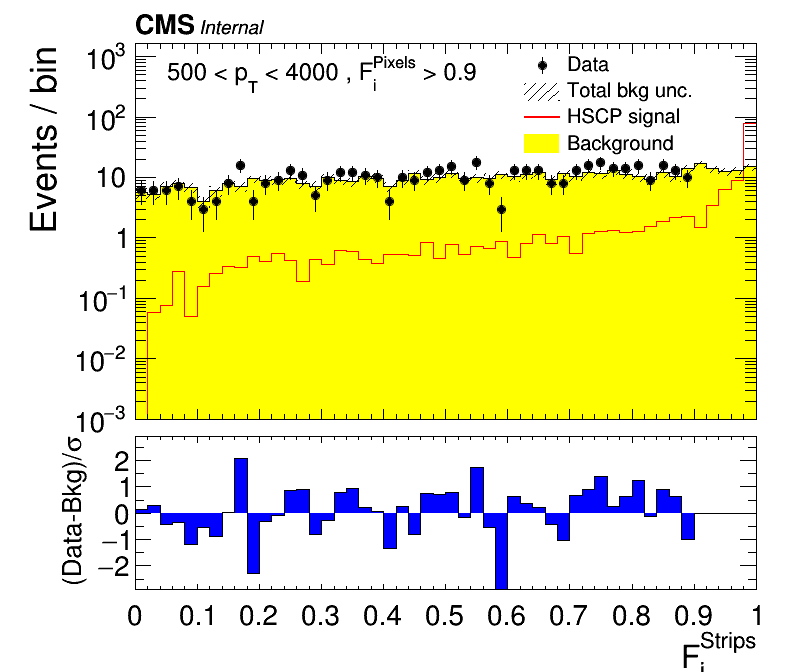 CMS Internal
500 < p_T < 4000 , F_i^Pixels > 0.9
Data
Total bkg unc.
HSCP signal
Background
Events / bin
10^3
10^2
10
1
10^−1
10^−2
10^−3
(Data-Bkg)/σ
2
1
0
−1
−2
0 0.1 0.2 0.3 0.4 0.5 0.6 0.7 0.8 0.9 1
F_i^Strips